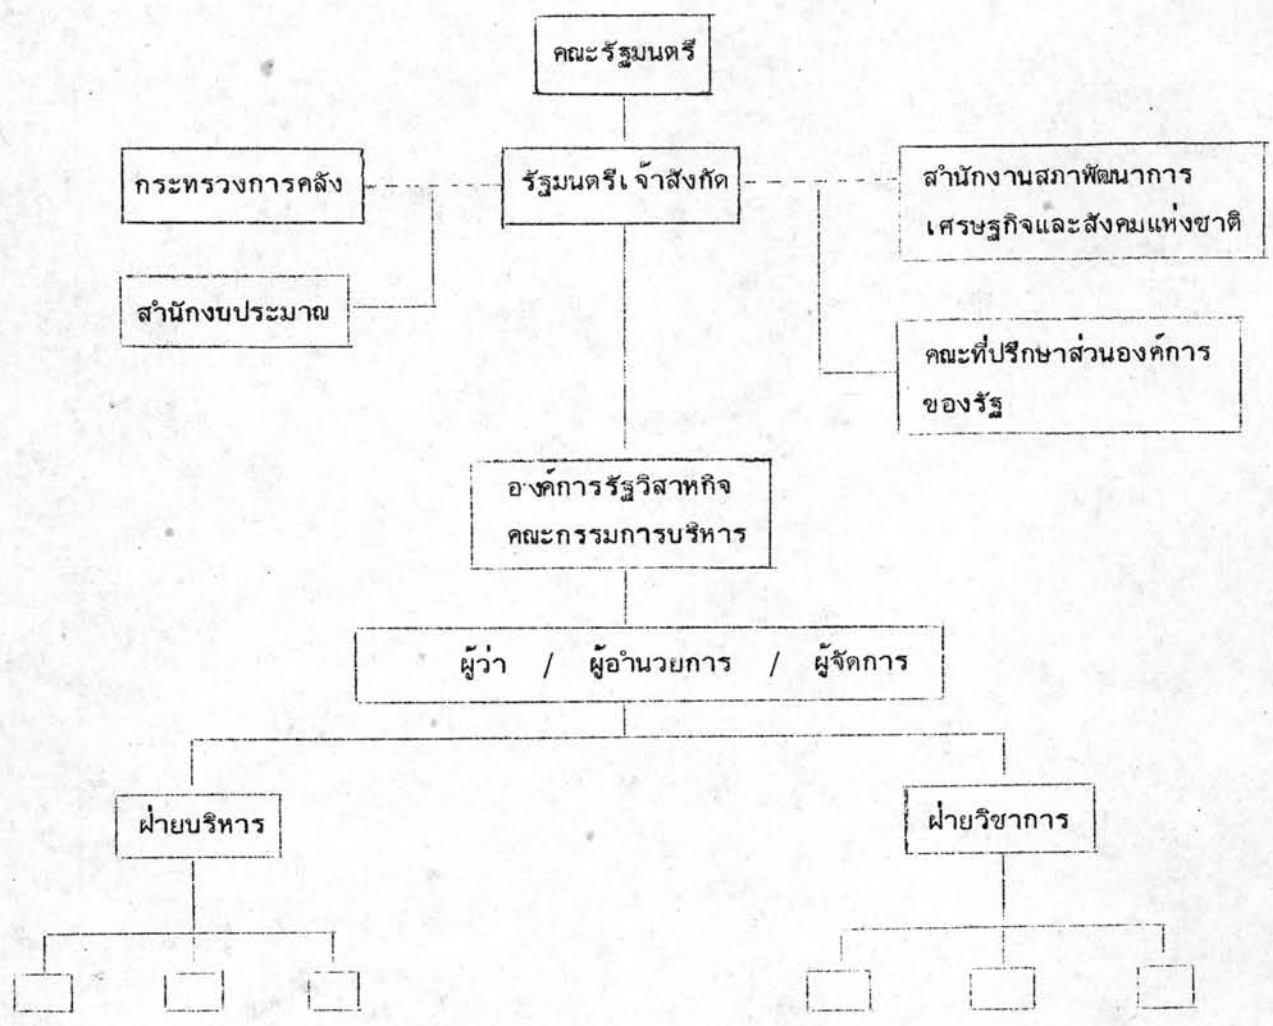 คณะรัฐมนตรี
กระทรวงการคลัง
รัฐมนตรีเจ้าสังกัด
สำนักงานสภาพัฒนาการ
เศรษฐกิจและสังคมแห่งชาติ
สำนักงบประมาณ
คณะที่ปรึกษาส่วนองค์การ
ของรัฐ
องค์การรัฐวิสาหกิจ
คณะกรรมการบริหาร
ผู้ว่า / ผู้อำนวยการ / ผู้จัดการ
ฝ่ายบริหาร
ฝ่ายวิชาการ